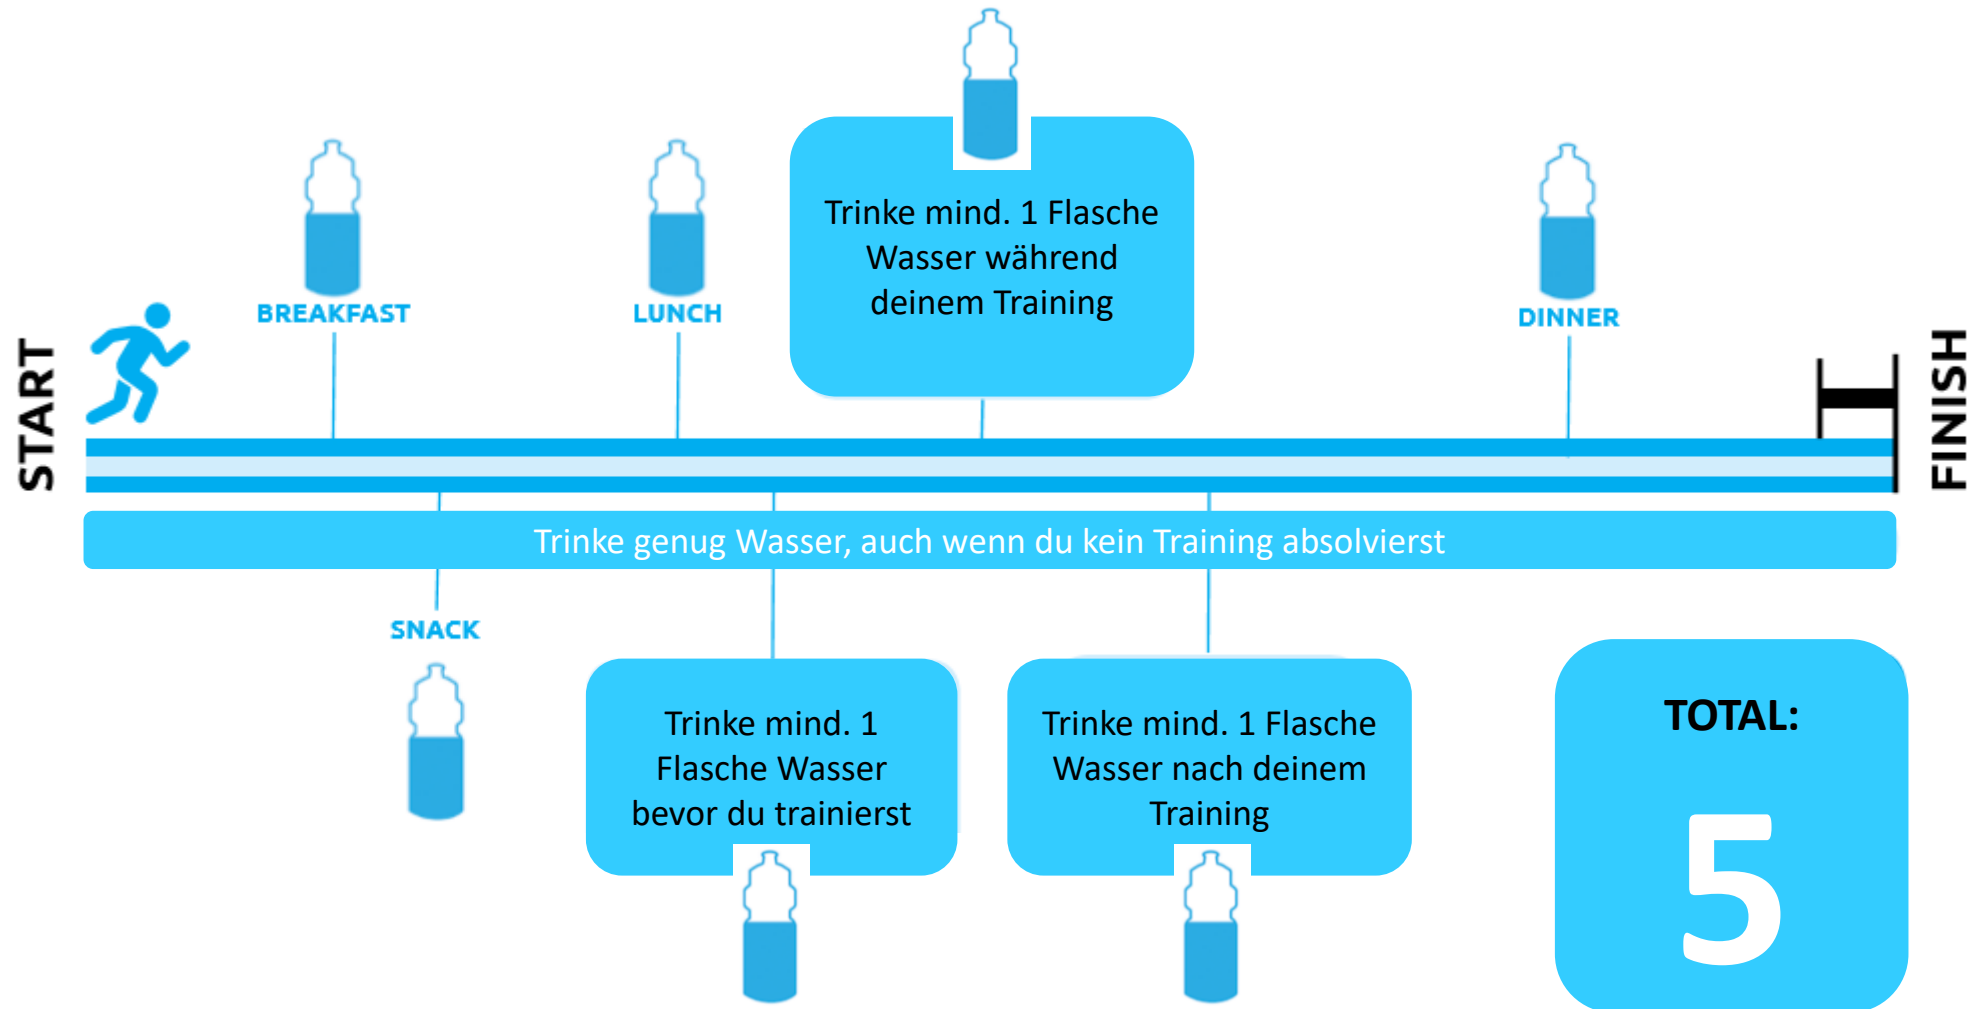 START
BREAKFAST
LUNCH
Trinke mind. 1 Flasche
Wasser während
deinem Training
DINNER
FINISH
Trinke genug Wasser, auch wenn du kein Training absolvierst
SNACK
Trinke mind. 1
Flasche Wasser
bevor du trainierst
Trinke mind. 1 Flasche
Wasser nach deinem
Training
TOTAL:
5